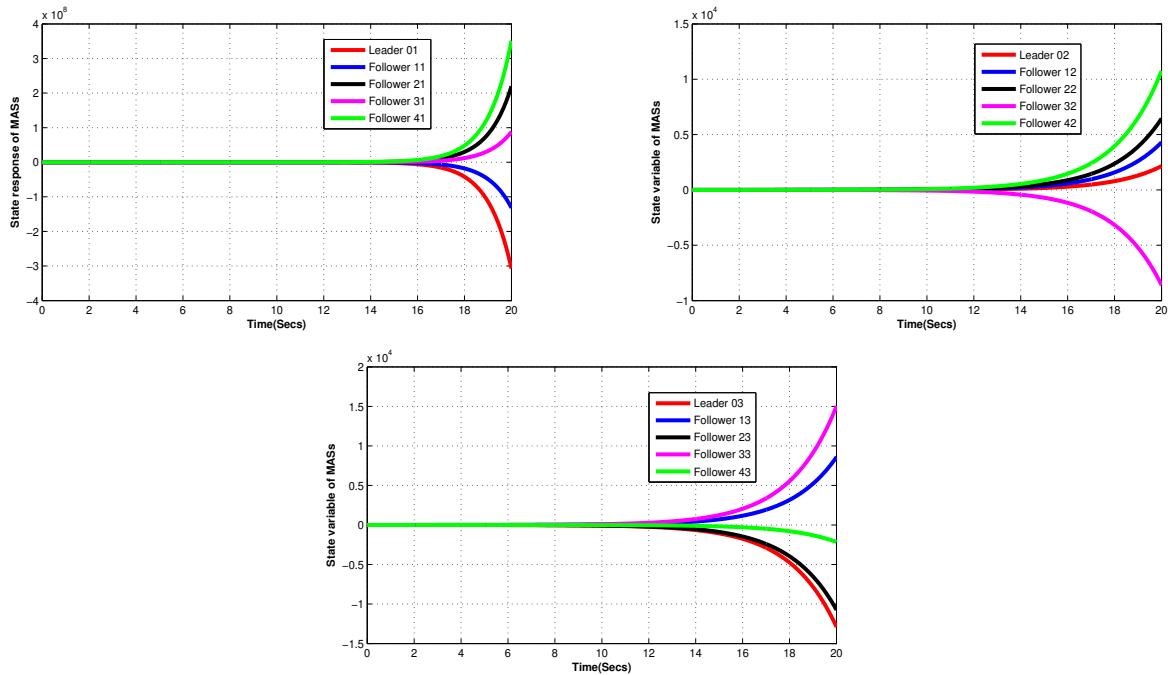 x 10^8
4
3
2
1
0
−1
−2
−3
−4
0 2 4 6 8 10 12 14 16 18 20
Time(Secs)
State response of MASs
Leader 01
Follower 11
Follower 21
Follower 31
Follower 41
x 10^4
1.5
1
0.5
0
−0.5
−1
0 2 4 6 8 10 12 14 16 18 20
Time(Secs)
State variable of MASs
Leader 02
Follower 12
Follower 22
Follower 32
Follower 42
x 10^4
2
1.5
1
0.5
0
−0.5
−1
−1.5
0 2 4 6 8 10 12 14 16 18 20
Time(Secs)
State variable of MASs
Leader 03
Follower 13
Follower 23
Follower 33
Follower 43